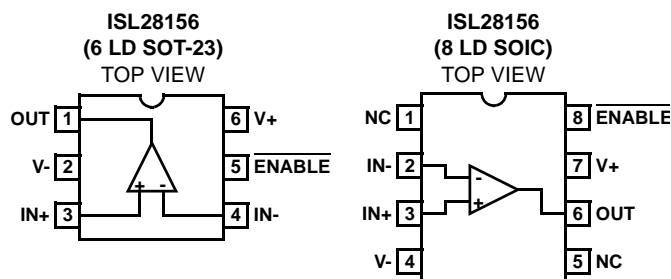 ISL28156
(6 LD SOT-23)
TOP VIEW
OUT 1
6 V+
V- 2
5 ENABLE
IN+ 3
4 IN-
+ -
ISL28156
(8 LD SOIC)
TOP VIEW
NC 1
8 ENABLE
IN- 2
7 V+
IN+ 3
6 OUT
V- 4
5 NC
-
+